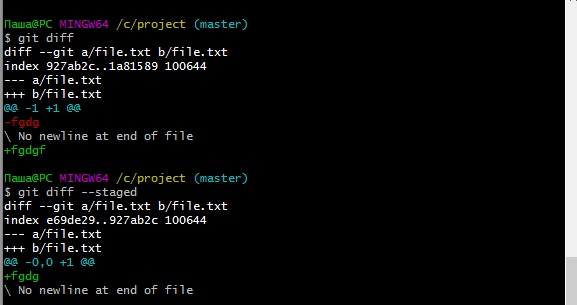 Паша@PC MINGW64 /c/project (master)
$ git diff
diff --git a/file.txt b/file.txt
index 927ab2c..1a81589 100644
--- a/file.txt
+++ b/file.txt
@@ -1 +1 @@
-fgdg
\ No newline at end of file
+fgdgf
Паша@PC MINGW64 /c/project (master)
$ git diff --staged
diff --git a/file.txt b/file.txt
index e69de29..927ab2c 100644
--- a/file.txt
+++ b/file.txt
@@ -0,0 +1 @@
+fgdg
\ No newline at end of file